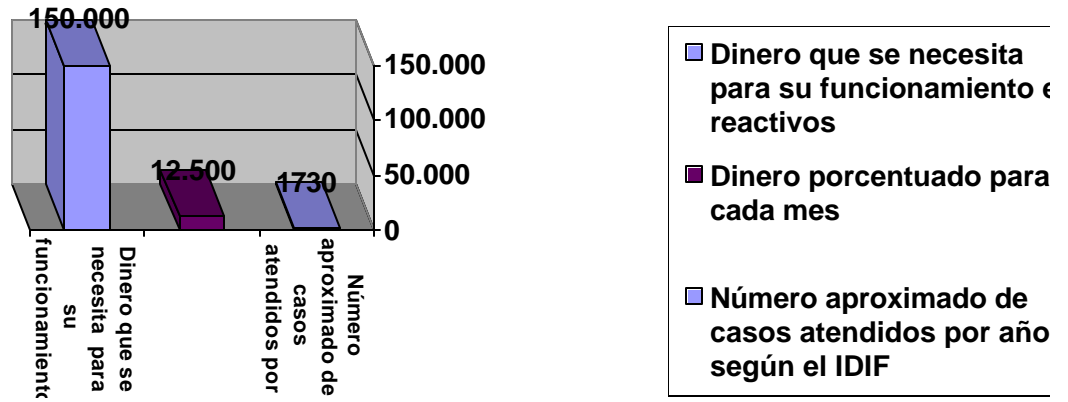 150.000
12.500
1730
150.000
100.000
50.000
0
Dinero que se
necesita para
su
funcionamiento
Número
aproximado de
casos
atendidos por
Dinero que se necesita
para su funcionamiento e
reactivos
Dinero porcentuado para
cada mes
Número aproximado de
casos atendidos por año
según el IDIF